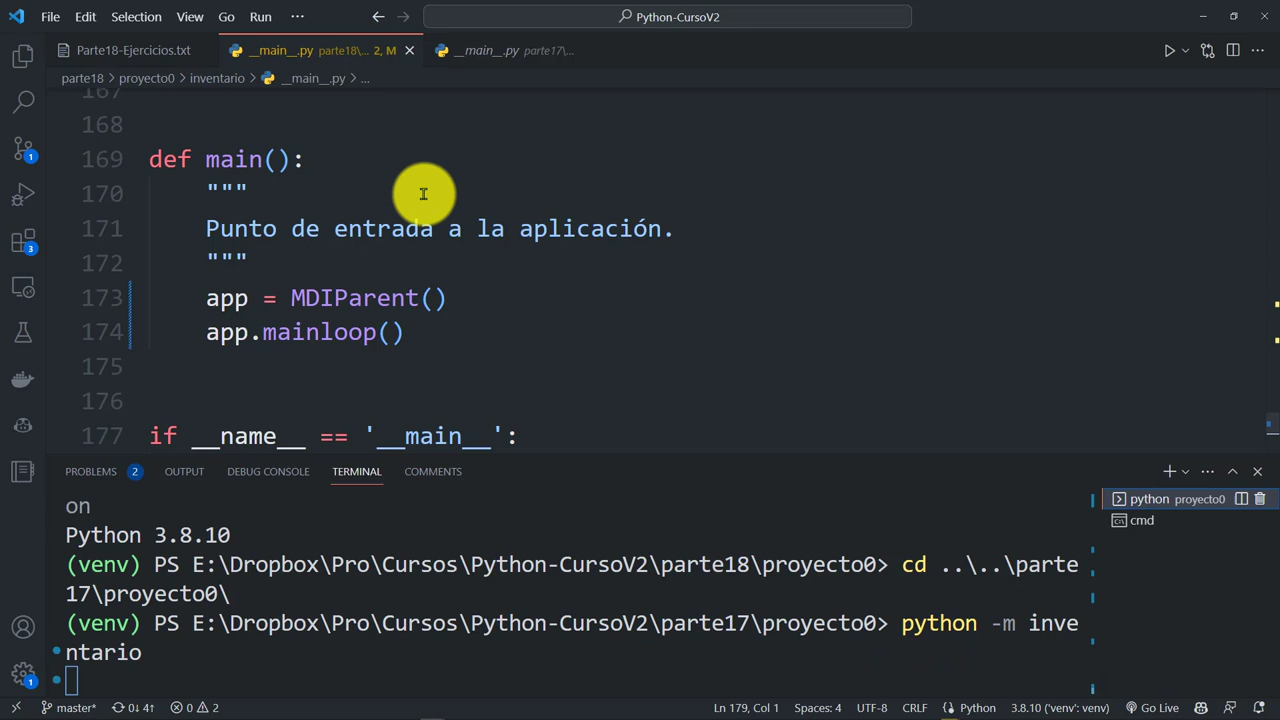 File Edit Selection View Go Run ··· Python-CursoV2
Parte18-Ejercicios.txt __main__.py parte18\... 2, M __main__.py parte17\...
parte18 > proyecto0 > inventario > __main__.py > ...
167
168
169 def main():
170 """
171 Punto de entrada a la aplicación.
172 """
173 app = MDIParent()
174 app.mainloop()
175
176
177 if __name__ == '__main__':
PROBLEMS 2 OUTPUT DEBUG CONSOLE TERMINAL COMMENTS
python proyecto0
cmd
on
Python 3.8.10
(venv) PS E:\Dropbox\Pro\Cursos\Python-CursoV2\parte18\proyecto0> cd ..\..\parte
17\proyecto0\
(venv) PS E:\Dropbox\Pro\Cursos\Python-CursoV2\parte17\proyecto0> python -m inve
ntario
1
3
1
master* 0↓ 4↑ 0 2 Ln 179, Col 1 Spaces: 4 UTF-8 CRLF Python 3.8.10 ('venv': venv) Go Live